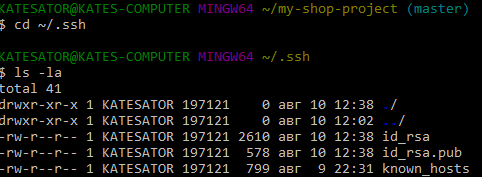 KATESATOR@KATES-COMPUTER MINGW64 ~/my-shop-project (master)
$ cd ~/.ssh
KATESATOR@KATES-COMPUTER MINGW64 ~/.ssh
$ ls -la
total 41
drwxr-xr-x 1 KATESATOR 197121    0 авг 10 12:38 ./
drwxr-xr-x 1 KATESATOR 197121    0 авг 10 12:02 ../
-rw-r--r-- 1 KATESATOR 197121 2610 авг 10 12:38 id_rsa
-rw-r--r-- 1 KATESATOR 197121  578 авг 10 12:38 id_rsa.pub
-rw-r--r-- 1 KATESATOR 197121  799 авг  9 22:31 known_hosts